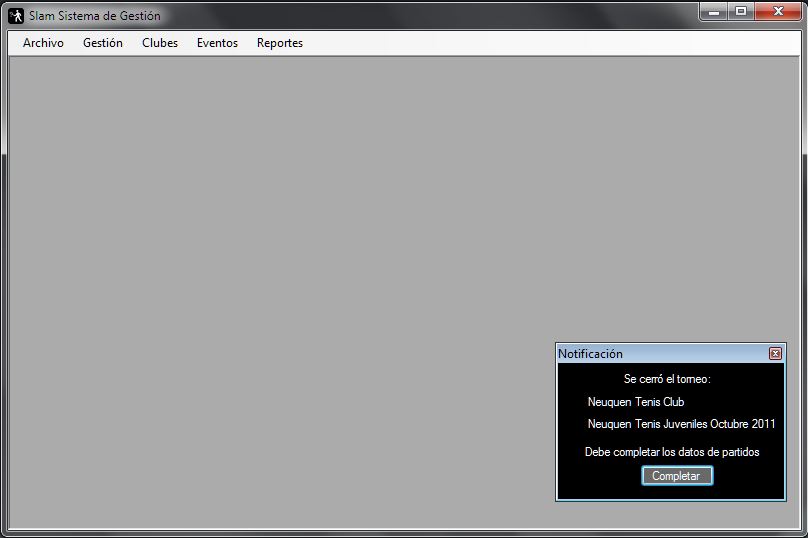 Slam Sistema de Gestión
Archivo Gestión Clubes Eventos Reportes
Notificación
Se cerró el torneo:
Neuquen Tenis Club
Neuquen Tenis Juveniles Octubre 2011
Debe completar los datos de partidos
Completar